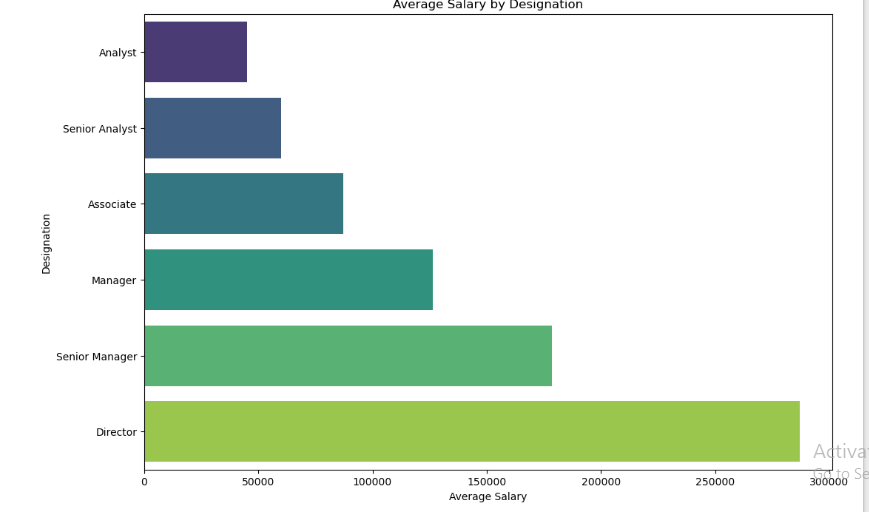 Average Salary by Designation
Analyst
Senior Analyst
Associate
Manager
Senior Manager
Director
Designation
0 50000 100000 150000 200000 250000 300000
Average Salary
Go to Se